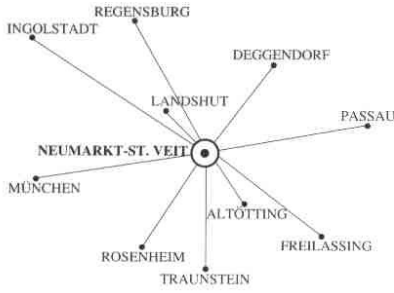 REGENSBURG
INGOLSTADT
DEGGENDORF
LANDSHUT
PASSAU
NEUMARKT-ST. VEIT
MÜNCHEN
ALTÖTTING
FREILASSING
ROSENHEIM
TRAUNSTEIN